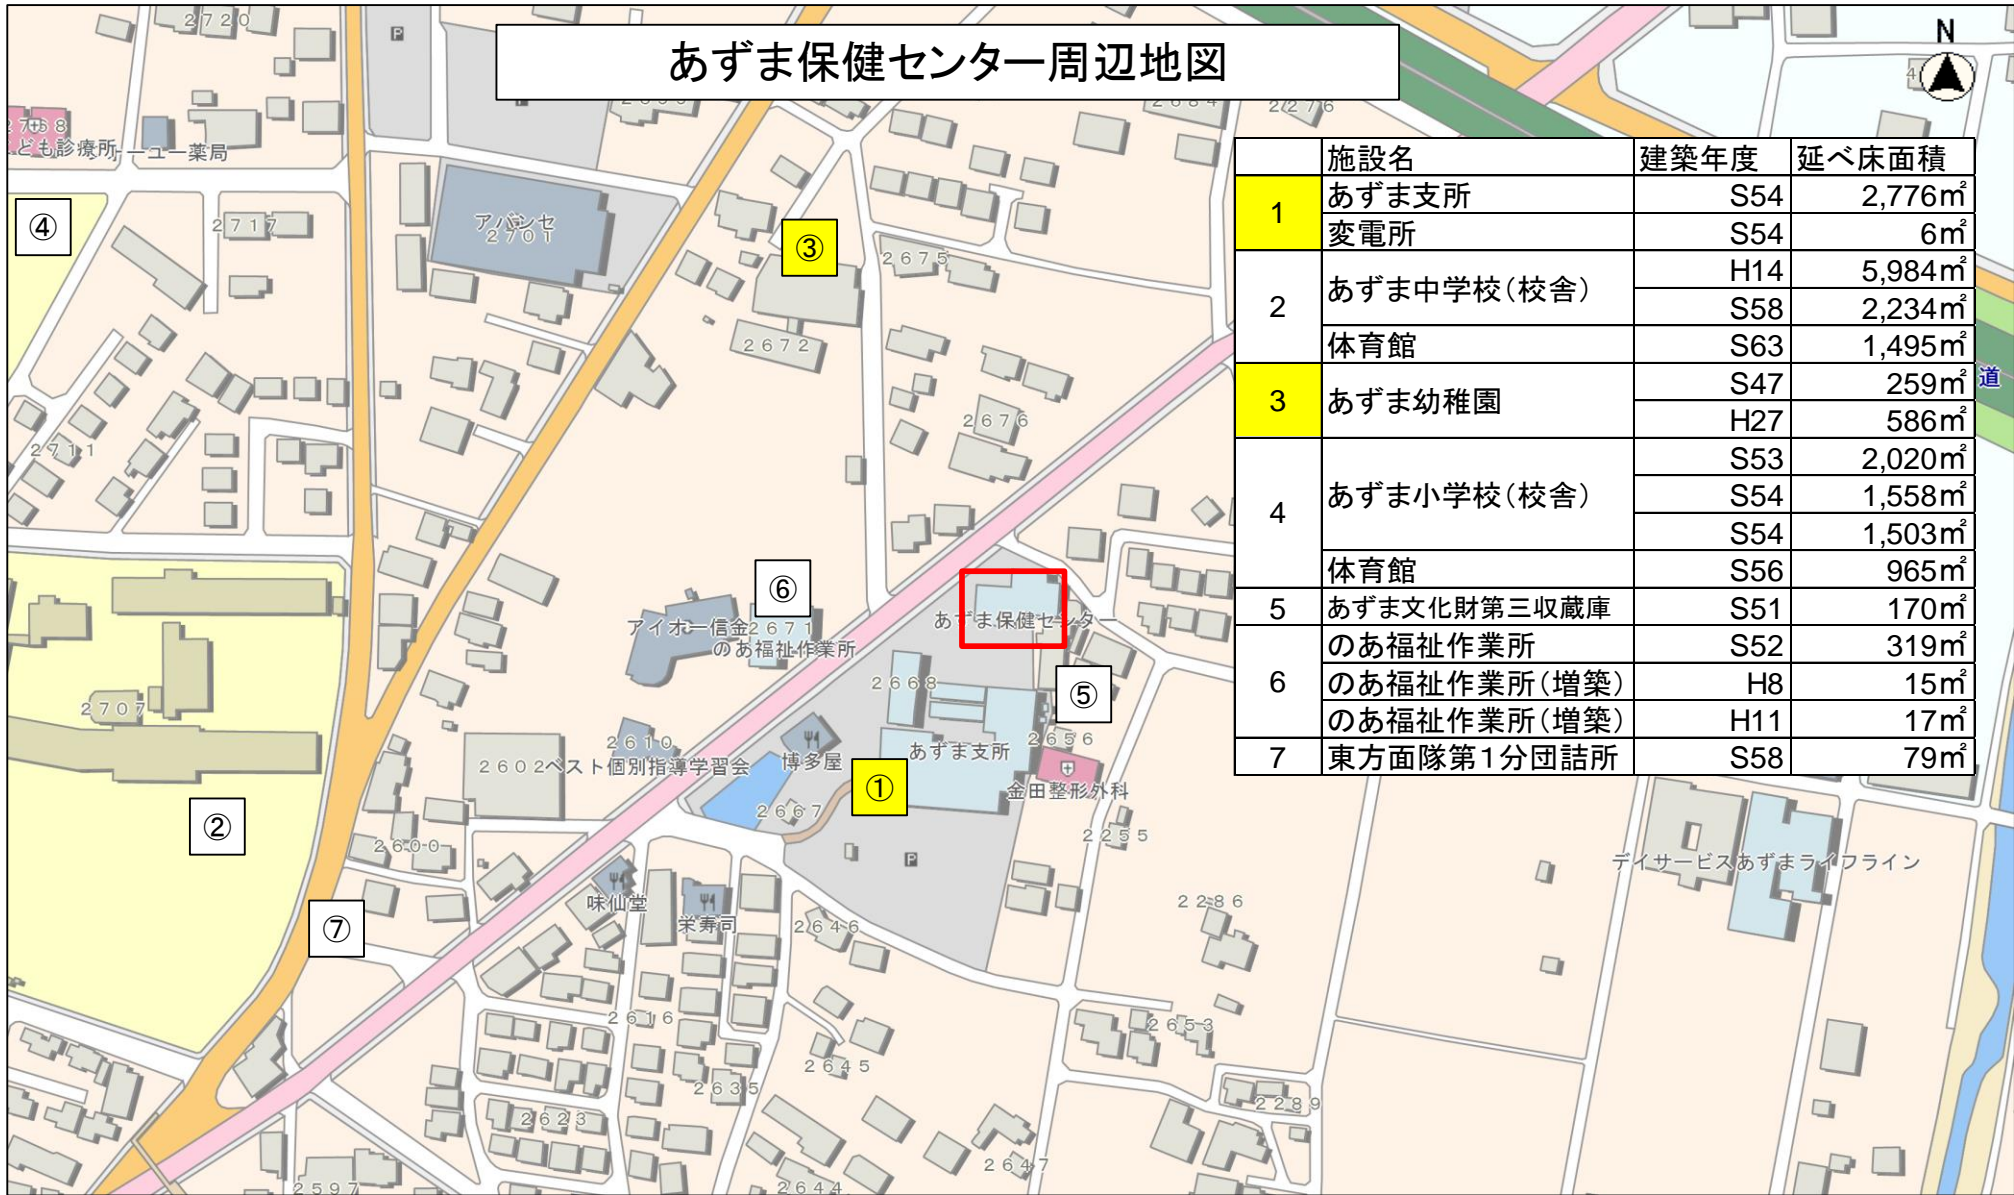 あずま保健センター周辺地図
N
施設名 建築年度 延べ床面積
1 あずま支所 S54 2,776㎡
変電所 S54 6㎡
2 あずま中学校(校舎) H14 5,984㎡
S58 2,234㎡
体育館 S63 1,495㎡
3 あずま幼稚園 S47 259㎡
H27 586㎡
4 あずま小学校(校舎) S53 2,020㎡
S54 1,558㎡
S54 1,503㎡
体育館 S56 965㎡
5 あずま文化財第三収蔵庫 S51 170㎡
6 のあ福祉作業所 S52 319㎡
のあ福祉作業所(増築) H8 15㎡
のあ福祉作業所(増築) H11 17㎡
7 東方面隊第1分団詰所 S58 79㎡
道
2720
P
2684
2276
2768
ども診療所
ーユー薬局
④
2717
アバンセ
2701
③
2675
2672
2676
2711
⑥
アイオー信金
2671
のあ福祉作業所
あずま保健センター
2668
⑤
2707
2610
2602
ベスト個別指導学習会
博多屋
あずま支所
2656
①
金田整形外科
2667
②
2600
2255
P
デイサービスあずまライフライン
味仙堂
栄寿司
2646
2286
⑦
2616
2653
2645
2635
2289
2623
2647
2597
2644